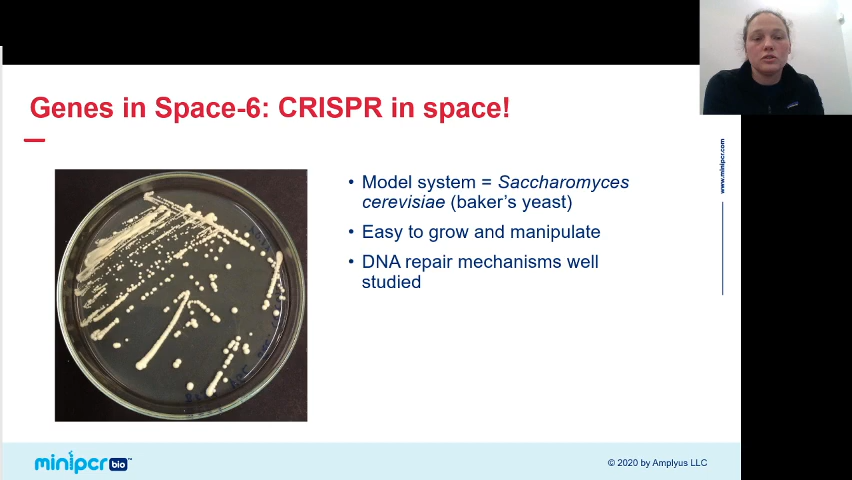 Genes in Space-6: CRISPR in space!
• Model system = Saccharomyces
cerevisiae (baker's yeast)
• Easy to grow and manipulate
• DNA repair mechanisms well
studied
www.minipcr.com
minipcr bio™
© 2020 by Amplyus LLC